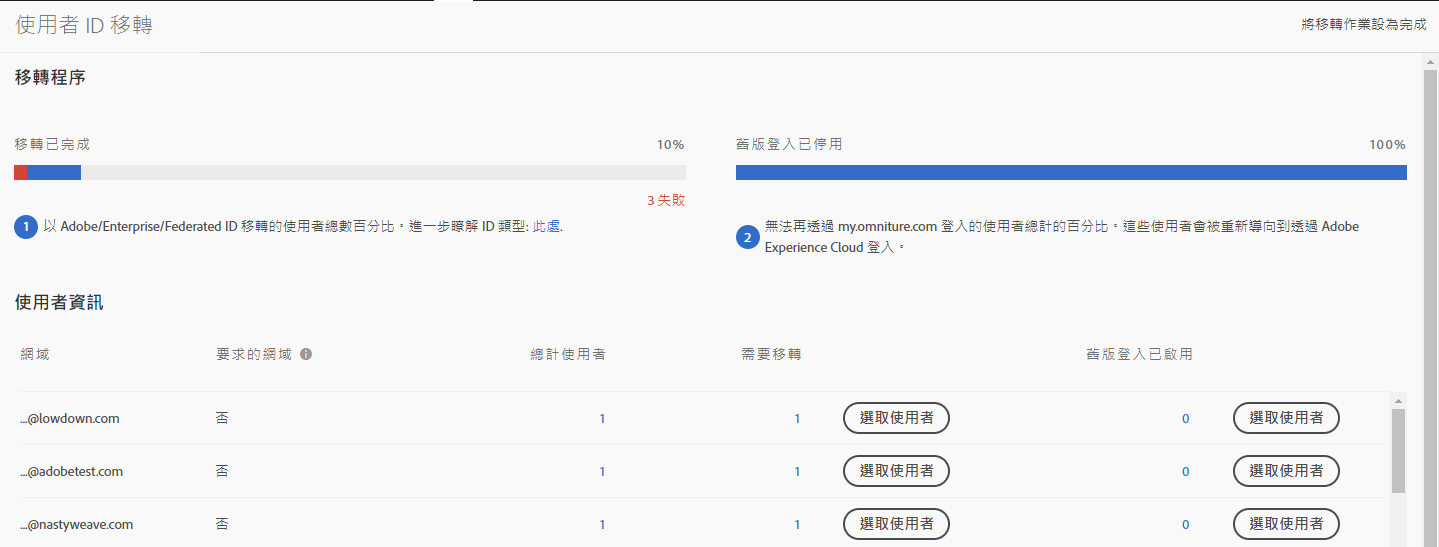 使用者 ID 移轉
將移轉作業設為完成
移轉程序
移轉已完成 10%
3 失敗
1 以 Adobe/Enterprise/Federated ID 移轉的使用者總數百分比。進一步瞭解 ID 類型: 此處.
舊版登入已停用 100%
2 無法再透過 my.omniture.com 登入的使用者總計的百分比。這些使用者會被重新導向到透過 Adobe
Experience Cloud 登入。
使用者資訊
網域 要求的網域 總計使用者 需要移轉 舊版登入已啟用
...@lowdown.com 否 1 1 選取使用者 0 選取使用者
...@adobetest.com 否 1 1 選取使用者 0 選取使用者
...@nastyweave.com 否 1 1 選取使用者 0 選取使用者